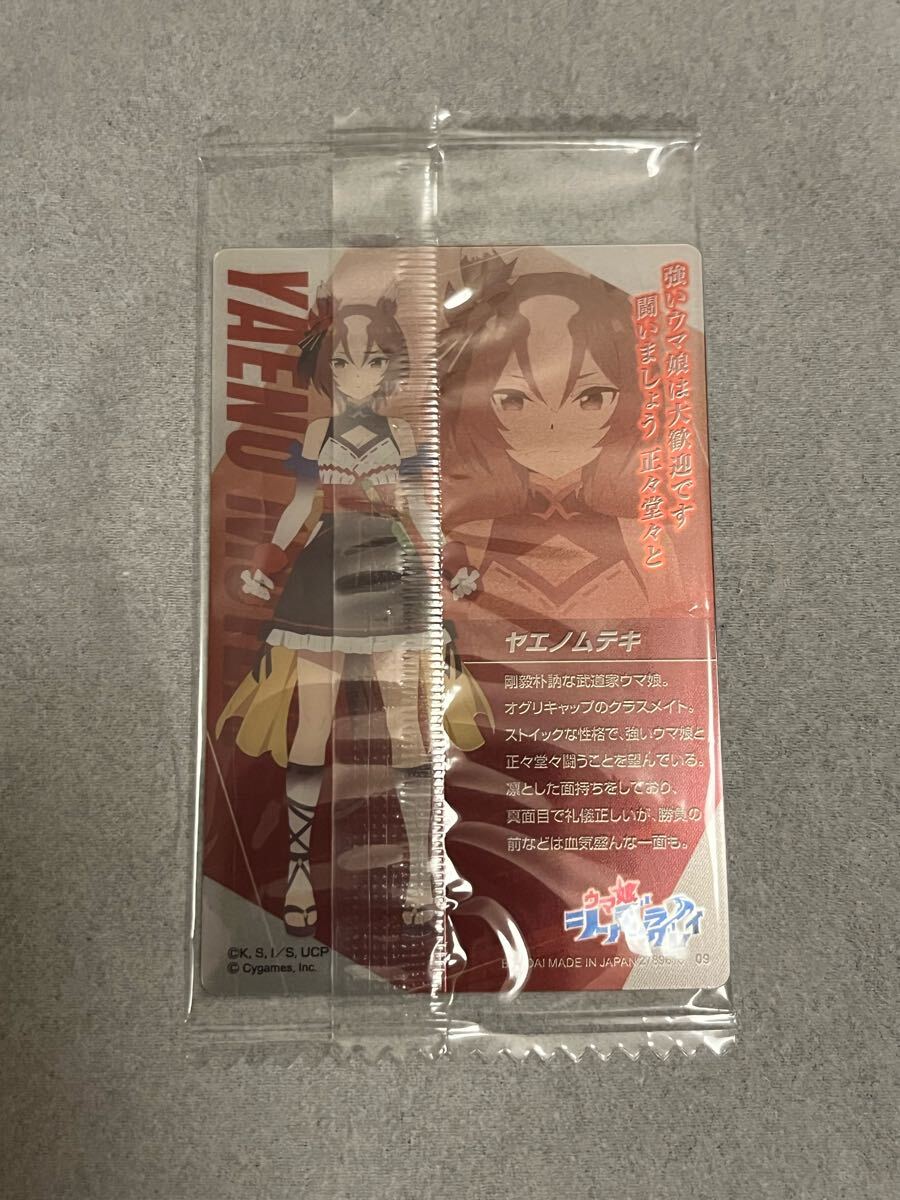 YAENO
強いウマ娘は大歓迎です
闘いましょう 正々堂々と
ヤエノムテキ
剛毅朴訥な武道家ウマ娘。
オグリキャップのクラスメイト。
ストイックな性格で、強いウマ娘と
正々堂々闘うことを望んでいる。
凛とした面持ちをしており、
真面目で礼儀正しいが、勝負の
前などは血気盛んな一面も。
ウマ娘
©K, S, I／S, UCP
© Cygames, Inc.
MADE IN JAPAN
09